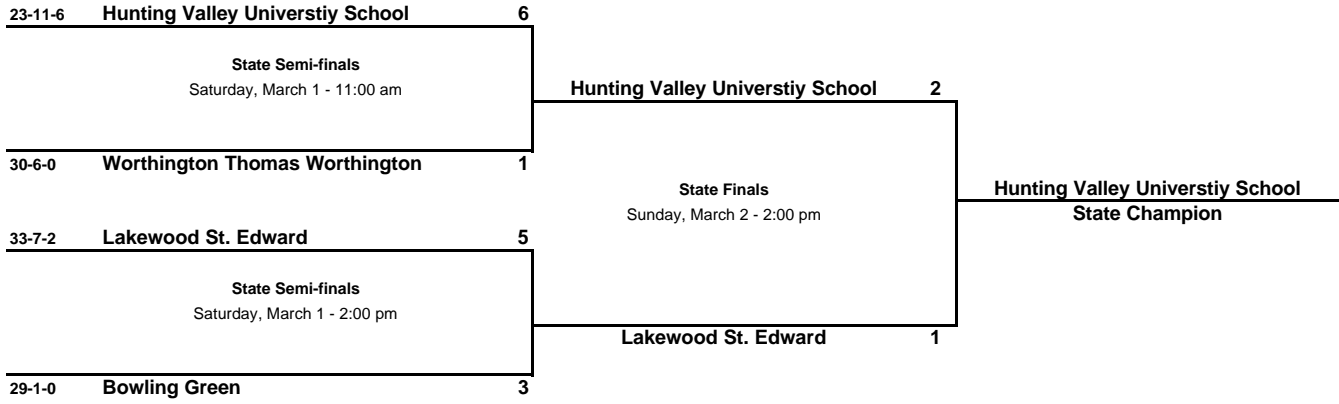 23-11-6 Hunting Valley Universtiy School 6
State Semi-finals
Saturday, March 1 - 11:00 am
Hunting Valley Universtiy School 2
30-6-0 Worthington Thomas Worthington 1
State Finals
Sunday, March 2 - 2:00 pm
Hunting Valley Universtiy School
State Champion
33-7-2 Lakewood St. Edward 5
State Semi-finals
Saturday, March 1 - 2:00 pm
Lakewood St. Edward 1
29-1-0 Bowling Green 3